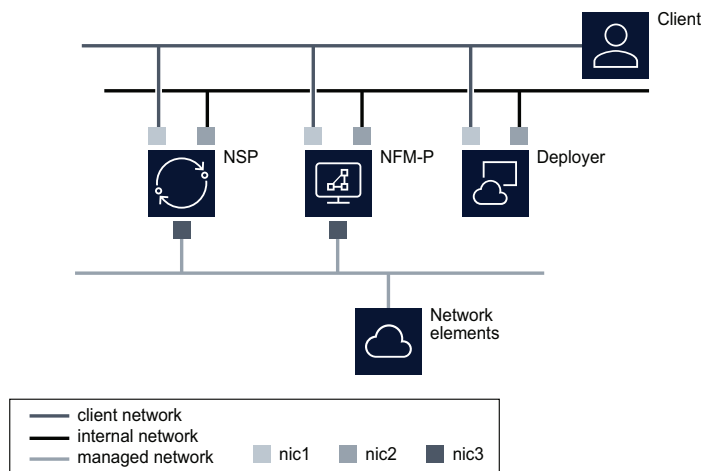 Client
NSP
NFM-P
Deployer
Network
elements
client network
internal network
managed network
nic1
nic2
nic3